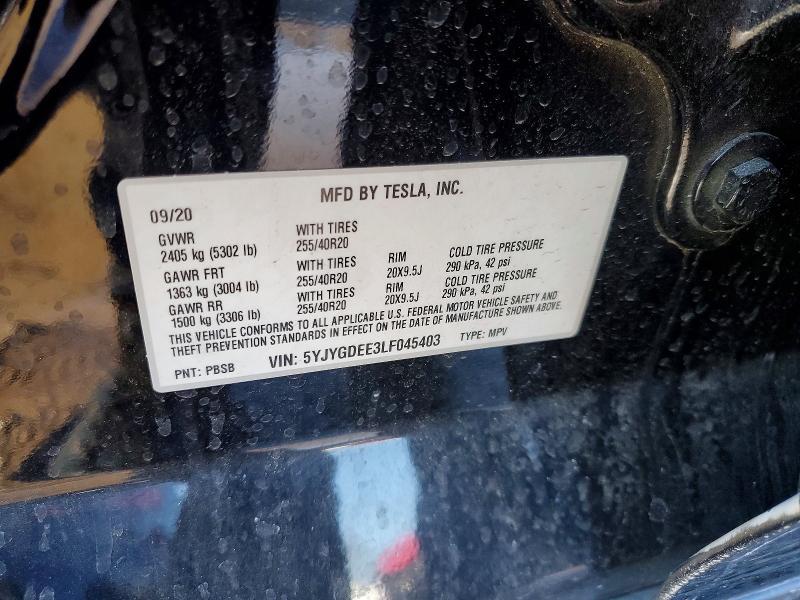 MFD BY TESLA, INC.
09/20
GVWR WITH TIRES
2405 kg (5302 lb) 255/40R20
GAWR FRT WITH TIRES RIM COLD TIRE PRESSURE
1363 kg (3004 lb) 255/40R20 20X9.5J 290 kPa, 42 psi
GAWR RR WITH TIRES RIM COLD TIRE PRESSURE
1500 kg (3306 lb) 255/40R20 20X9.5J 290 kPa, 42 psi
THIS VEHICLE CONFORMS TO ALL APPLICABLE U.S. FEDERAL MOTOR VEHICLE SAFETY AND
THEFT PREVENTION STANDARDS IN EFFECT ON THE DATE OF MANUFACTURE SHOWN ABOVE.
PNT: PBSB VIN: 5YJYGDEE3LF045403 TYPE: MPV